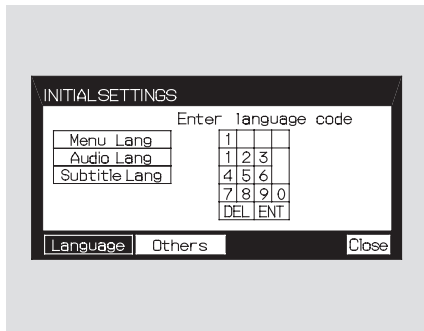 INITIAL SETTINGS
Enter language code
Menu Lang
1
Audio Lang
1 2 3
Subtitle Lang
4 5 6
7 8 9 0
DEL ENT
Language Others Close